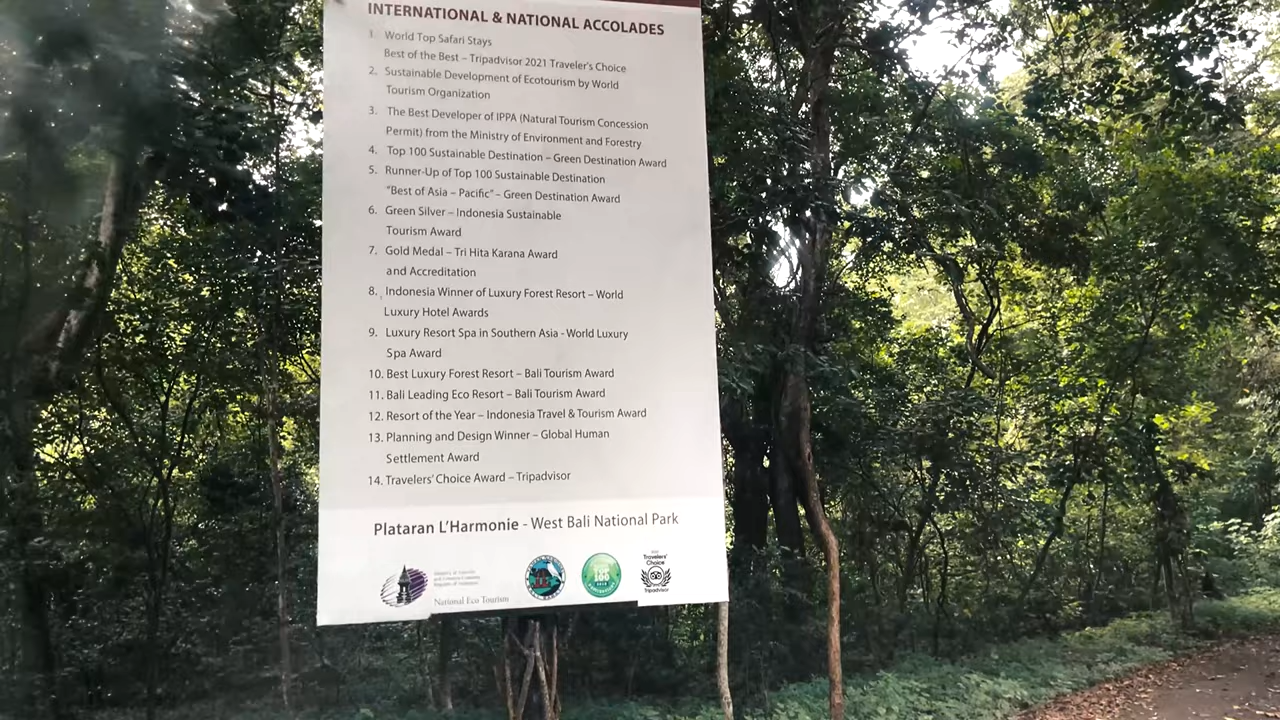 INTERNATIONAL & NATIONAL ACCOLADES
1. World Top Safari Stays
Best of the Best – Tripadvisor 2021 Traveler's Choice
2. Sustainable Development of Ecotourism by World
Tourism Organization
3. The Best Developer of IPPA (Natural Tourism Concession
Permit) from the Ministry of Environment and Forestry
4. Top 100 Sustainable Destination – Green Destination Award
5. Runner-Up of Top 100 Sustainable Destination
"Best of Asia – Pacific" – Green Destination Award
6. Green Silver – Indonesia Sustainable
Tourism Award
7. Gold Medal – Tri Hita Karana Award
and Accreditation
8. Indonesia Winner of Luxury Forest Resort – World
Luxury Hotel Awards
9. Luxury Resort Spa in Southern Asia - World Luxury
Spa Award
10. Best Luxury Forest Resort – Bali Tourism Award
11. Bali Leading Eco Resort – Bali Tourism Award
12. Resort of the Year – Indonesia Travel & Tourism Award
13. Planning and Design Winner – Global Human
Settlement Award
14. Travelers' Choice Award – Tripadvisor
Plataran L'Harmonie - West Bali National Park
National Eco Tourism
Travelers'
Choice
Tripadvisor